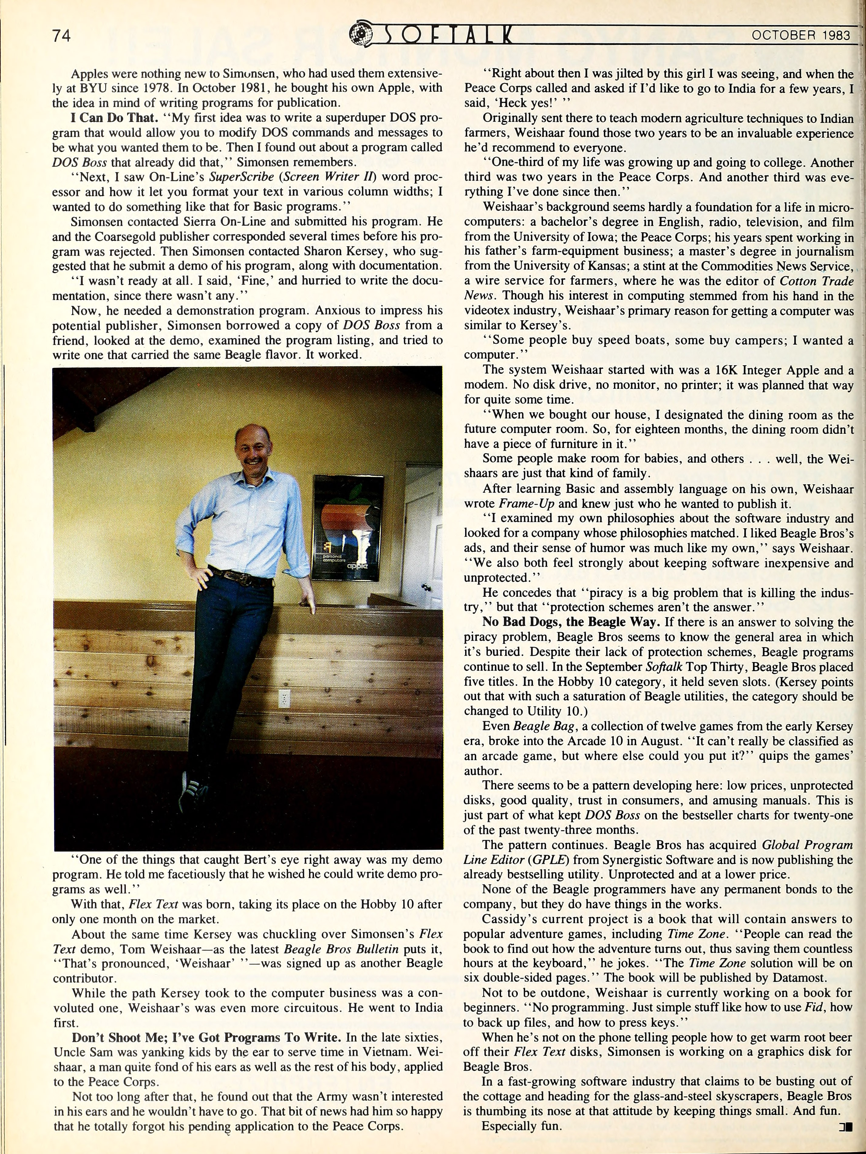 74
SOFTALK
OCTOBER 1983
Apples were nothing new to Simonsen, who had used them extensive-
ly at BYU since 1978. In October 1981, he bought his own Apple, with
the idea in mind of writing programs for publication.
I Can Do That. ‘‘My first idea was to write a superduper DOS pro-
gram that would allow you to modify DOS commands and messages to
be what you wanted them to be. Then I found out about a program called
DOS Boss that already did that,’’ Simonsen remembers.
‘‘Next, I saw On-Line's SuperScribe (Screen Writer II) word proc-
essor and how it let you format your text in various column widths; I
wanted to do something like that for Basic programs.’’
Simonsen contacted Sierra On-Line and submitted his program. He
and the Coarsegold publisher corresponded several times before his pro-
gram was rejected. Then Simonsen contacted Sharon Kersey, who sug-
gested that he submit a demo of his program, along with documentation.
‘‘I wasn't ready at all. I said, ‘Fine,’ and hurried to write the docu-
mentation, since there wasn't any.’’
Now, he needed a demonstration program. Anxious to impress his
potential publisher, Simonsen borrowed a copy of DOS Boss from a
friend, looked at the demo, examined the program listing, and tried to
write one that carried the same Beagle flavor. It worked.
personal
computers
apple
‘‘One of the things that caught Bert's eye right away was my demo
program. He told me facetiously that he wished he could write demo pro-
grams as well.’’
With that, Flex Text was born, taking its place on the Hobby 10 after
only one month on the market.
About the same time Kersey was chuckling over Simonsen's Flex
Text demo, Tom Weishaar—as the latest Beagle Bros Bulletin puts it,
‘‘That's pronounced, ‘Weishaar’ ’’—was signed up as another Beagle
contributor.
While the path Kersey took to the computer business was a con-
voluted one, Weishaar's was even more circuitous. He went to India
first.
Don't Shoot Me; I've Got Programs To Write. In the late sixties,
Uncle Sam was yanking kids by the ear to serve time in Vietnam. Wei-
shaar, a man quite fond of his ears as well as the rest of his body, applied
to the Peace Corps.
Not too long after that, he found out that the Army wasn't interested
in his ears and he wouldn't have to go. That bit of news had him so happy
that he totally forgot his pending application to the Peace Corps.
‘‘Right about then I was jilted by this girl I was seeing, and when the
Peace Corps called and asked if I'd like to go to India for a few years, I
said, ‘Heck yes!’ ’’
Originally sent there to teach modern agriculture techniques to Indian
farmers, Weishaar found those two years to be an invaluable experience
he'd recommend to everyone.
‘‘One-third of my life was growing up and going to college. Another
third was two years in the Peace Corps. And another third was eve-
rything I've done since then.’’
Weishaar's background seems hardly a foundation for a life in micro-
computers: a bachelor's degree in English, radio, television, and film
from the University of Iowa; the Peace Corps; his years spent working in
his father's farm-equipment business; a master's degree in journalism
from the University of Kansas; a stint at the Commodities News Service,
a wire service for farmers, where he was the editor of Cotton Trade
News. Though his interest in computing stemmed from his hand in the
videotex industry, Weishaar's primary reason for getting a computer was
similar to Kersey's.
‘‘Some people buy speed boats, some buy campers; I wanted a
computer.’’
The system Weishaar started with was a 16K Integer Apple and a
modem. No disk drive, no monitor, no printer; it was planned that way
for quite some time.
‘‘When we bought our house, I designated the dining room as the
future computer room. So, for eighteen months, the dining room didn't
have a piece of furniture in it.’’
Some people make room for babies, and others . . . well, the Wei-
shaars are just that kind of family.
After learning Basic and assembly language on his own, Weishaar
wrote Frame-Up and knew just who he wanted to publish it.
‘‘I examined my own philosophies about the software industry and
looked for a company whose philosophies matched. I liked Beagle Bros's
ads, and their sense of humor was much like my own,’’ says Weishaar.
‘‘We also both feel strongly about keeping software inexpensive and
unprotected.’’
He concedes that ‘‘piracy is a big problem that is killing the indus-
try,’’ but that ‘‘protection schemes aren't the answer.’’
No Bad Dogs, the Beagle Way. If there is an answer to solving the
piracy problem, Beagle Bros seems to know the general area in which
it's buried. Despite their lack of protection schemes, Beagle programs
continue to sell. In the September Softalk Top Thirty, Beagle Bros placed
five titles. In the Hobby 10 category, it held seven slots. (Kersey points
out that with such a saturation of Beagle utilities, the category should be
changed to Utility 10.)
Even Beagle Bag, a collection of twelve games from the early Kersey
era, broke into the Arcade 10 in August. ‘‘It can't really be classified as
an arcade game, but where else could you put it?’’ quips the games'
author.
There seems to be a pattern developing here: low prices, unprotected
disks, good quality, trust in consumers, and amusing manuals. This is
just part of what kept DOS Boss on the bestseller charts for twenty-one
of the past twenty-three months.
The pattern continues. Beagle Bros has acquired Global Program
Line Editor (GPLE) from Synergistic Software and is now publishing the
already bestselling utility. Unprotected and at a lower price.
None of the Beagle programmers have any permanent bonds to the
company, but they do have things in the works.
Cassidy's current project is a book that will contain answers to
popular adventure games, including Time Zone. ‘‘People can read the
book to find out how the adventure turns out, thus saving them countless
hours at the keyboard,’’ he jokes. ‘‘The Time Zone solution will be on
six double-sided pages.’’ The book will be published by Datamost.
Not to be outdone, Weishaar is currently working on a book for
beginners. ‘‘No programming. Just simple stuff like how to use Fid, how
to back up files, and how to press keys.’’
When he's not on the phone telling people how to get warm root beer
off their Flex Text disks, Simonsen is working on a graphics disk for
Beagle Bros.
In a fast-growing software industry that claims to be busting out of
the cottage and heading for the glass-and-steel skyscrapers, Beagle Bros
is thumbing its nose at that attitude by keeping things small. And fun.
Especially fun.